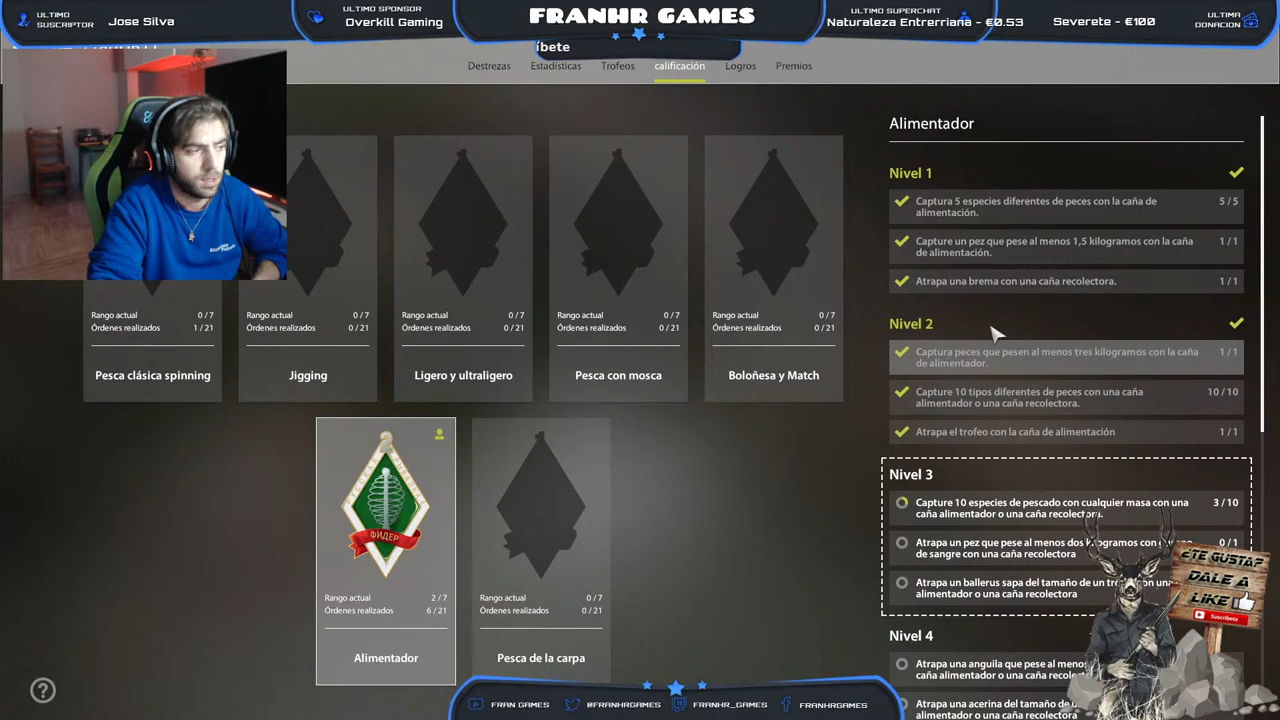 ULTIMO
SUSCRIPTOR
Jose Silva
ULTIMO SPONSOR
Overkill Gaming
FRANHR GAMES
ULTIMO SUPERCHAT
Naturaleza Entrerriana - €0.53
Severete - €100
ULTIMA
DONACION
íbete
Destrezas
Estadísticas
Trofeos
calificación
Logros
Premios
Rango actual 0 / 7
Órdenes realizados 1 / 21
Pesca clásica spinning
Rango actual 0 / 7
Órdenes realizados 0 / 21
Jigging
Rango actual 0 / 7
Órdenes realizados 0 / 21
Ligero y ultraligero
Rango actual 0 / 7
Órdenes realizados 0 / 21
Pesca con mosca
Rango actual 0 / 7
Órdenes realizados 0 / 21
Boloñesa y Match
2
ФИДЕР
Rango actual 2 / 7
Órdenes realizados 6 / 21
Alimentador
Rango actual 0 / 7
Órdenes realizados 0 / 21
Pesca de la carpa
Alimentador
Nivel 1
Captura 5 especies diferentes de peces con la caña de 5 / 5
alimentación.
Capture un pez que pese al menos 1,5 kilogramos con la caña 1 / 1
de alimentación.
Atrapa una brema con una caña recolectora. 1 / 1
Nivel 2
Captura peces que pesen al menos tres kilogramos con la caña 1 / 1
de alimentador.
Capture 10 tipos diferentes de peces con una caña 10 / 10
alimentador o una caña recolectora.
Atrapa el trofeo con la caña de alimentación 1 / 1
Nivel 3
Capture 10 especies de pescado con cualquier masa con una 3 / 10
caña alimentador o una caña recolectora.
Atrapa un pez que pese al menos dos kilogramos con 0 / 1
de sangre con una caña recolectora
Atrapa un ballerus sapa del tamaño de un con una
caña alimentador o una caña recolectora
Nivel 4
Atrapa una anguila que pese al menos
caña alimentador o una caña recolectora.
Atrapa una acerina del tamaño de
alimentador o una caña recolectora
¿TE GUSTA?
DALE A
LIKE
Suscribete
?
FRAN GAMES
@FRANHRGAMES
FRANHR_GAMES
FRANHRGAMES